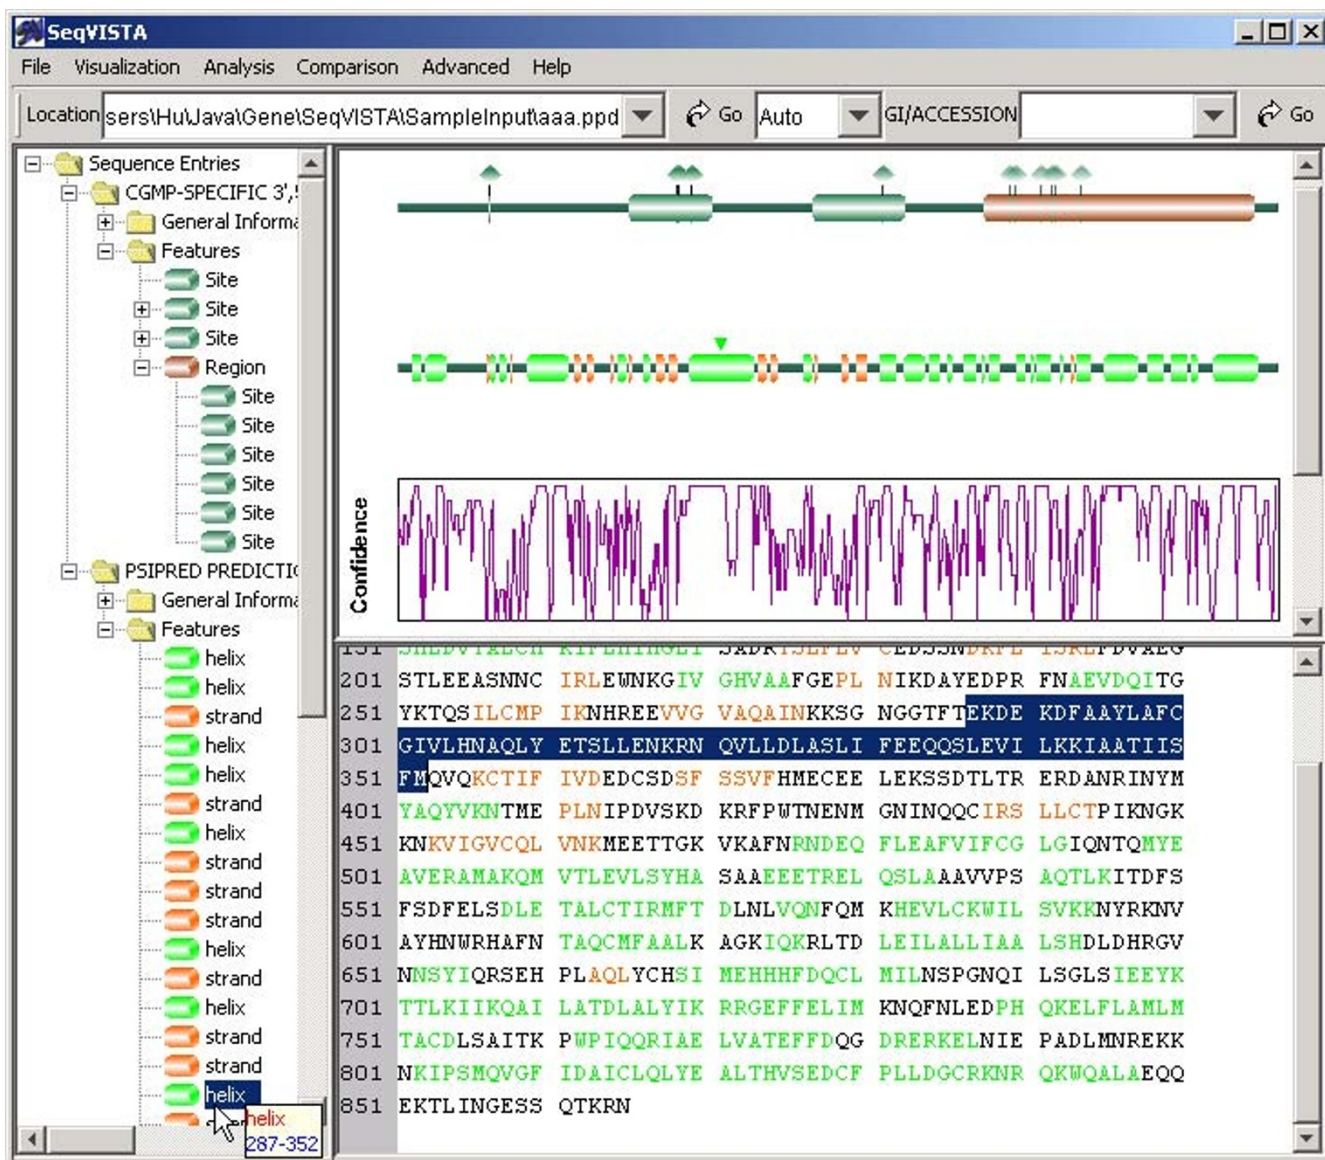 SeqVISTA
File Visualization Analysis Comparison Advanced Help
Location sers\Hu\Java\Gene\SeqVISTA\SampleInput\aaa.ppd Go Auto GI/ACCESSION Go
Sequence Entries
CGMP-SPECIFIC 3',5
General Informa
Features
Site
Site
Site
Region
Site
Site
Site
Site
Site
Site
PSIPRED PREDICTIO
General Informa
Features
helix
helix
strand
helix
helix
strand
helix
strand
strand
strand
helix
strand
helix
strand
strand
helix
helix
287-352
Confidence
201 STLEEASNNC IRLEWNKGIV GHVAAFGEPL NIKDAYEDPR FNAEVDQITG
251 YKTQSILCMP IKNHREEVVG VAQAINKKSG NGGTFTEKDE KDFAAYLAFC
301 GIVLHNAQLY ETSLLENKRN QVLLDLASLI FEEQQSLEVI LKKIAATIIS
351 FMQVQKCTIF IVDEDCSDSF SSVFHMECEE LEKSSDTLTR ERDANRINYM
401 YAQYVKNTME PLNIPDVSKD KRFPWTNENM GNINQQCIRS LLCTPIKNGK
451 KNKVIGVCQL VNKMEETTGK VKAFNRNDEQ FLEAFVIFCG LGIQNTQMYE
501 AVERAMAKQM VTLEVLSYHA SAAEEETREL QSLAAAVVPS AQTLKITDFS
551 FSDFELSDLE TALCTIRMFT DLNLVQNFQM KHEVLCKWIL SVKKNYRKNV
601 AYHNWRHAFN TAQCMFAALK AGKIQKRLTD LEILALLIAA LSHDLDHRGV
651 NNSYIQRSEH PLAQLYCHSI MEHHHFDQCL MILNSPGNQI LSGLSIEEYK
701 TTLKIIKQAI LATDLALYIK RRGEFFELIM KNQFNLEDPH QKELFLAMLM
751 TACDLSAITK PWPIQQRIAE LVATEFFDQG DRERKELNIE PADLMNREKK
801 NKIPSMQVGF IDAICLQLYE ALTHVSEDCF PLLDGCRKNR QKWQALAEQQ
851 EKTLINGESS QTKRN